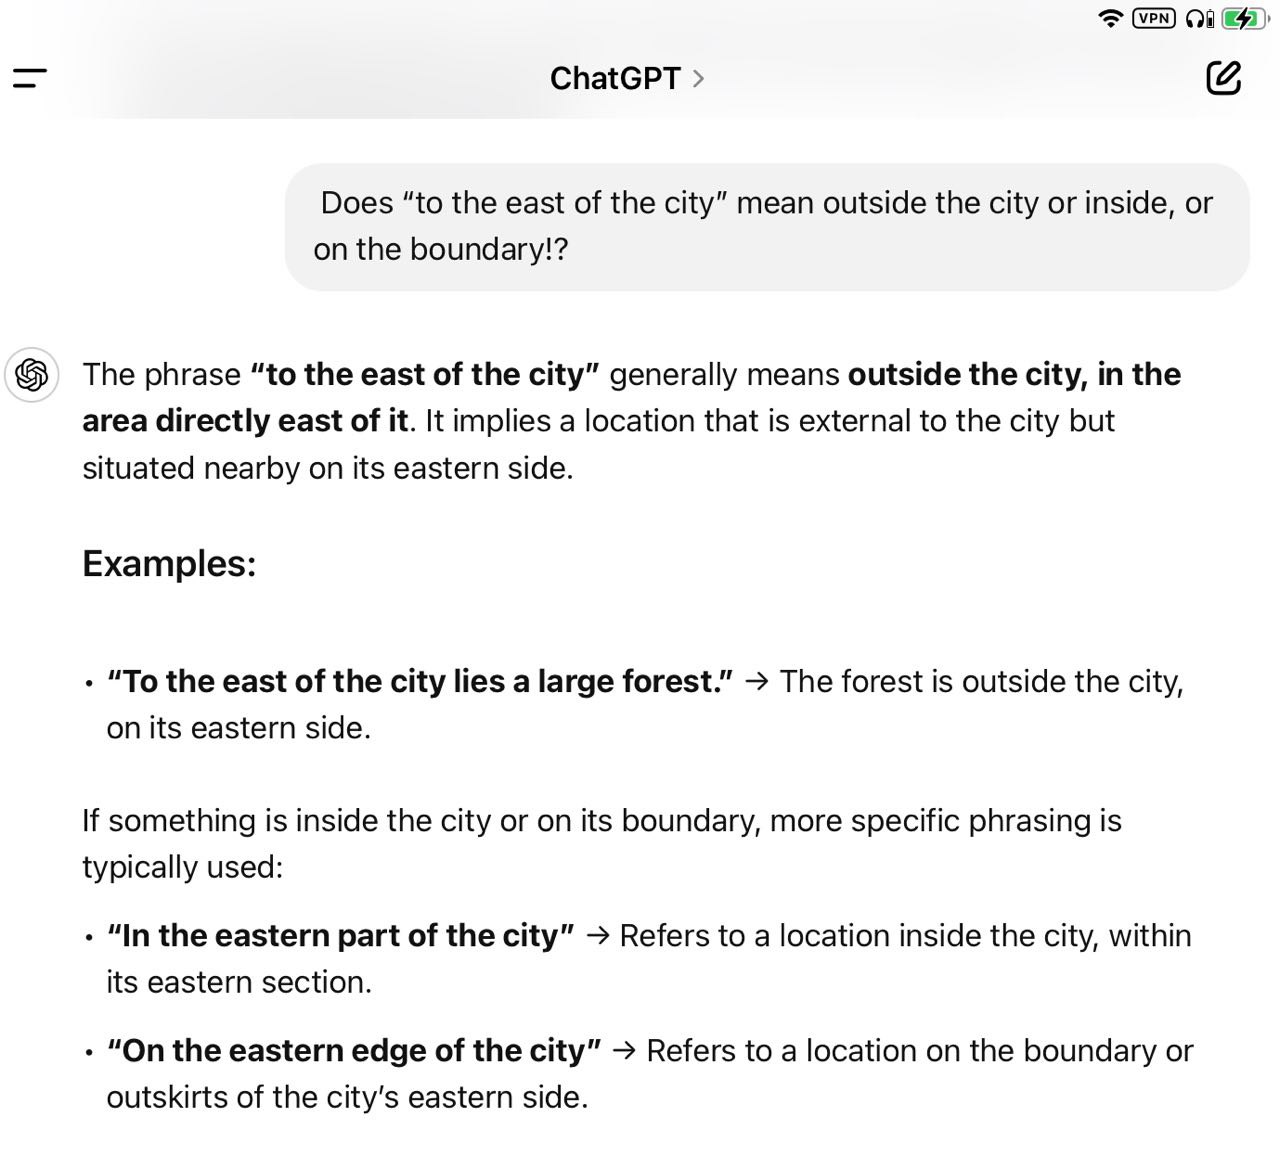 VPN
ChatGPT >
Does “to the east of the city” mean outside the city or inside, or
on the boundary!?
The phrase “to the east of the city” generally means outside the city, in the
area directly east of it. It implies a location that is external to the city but
situated nearby on its eastern side.
Examples:
• “To the east of the city lies a large forest.” → The forest is outside the city,
on its eastern side.
If something is inside the city or on its boundary, more specific phrasing is
typically used:
• “In the eastern part of the city” → Refers to a location inside the city, within
its eastern section.
• “On the eastern edge of the city” → Refers to a location on the boundary or
outskirts of the city’s eastern side.